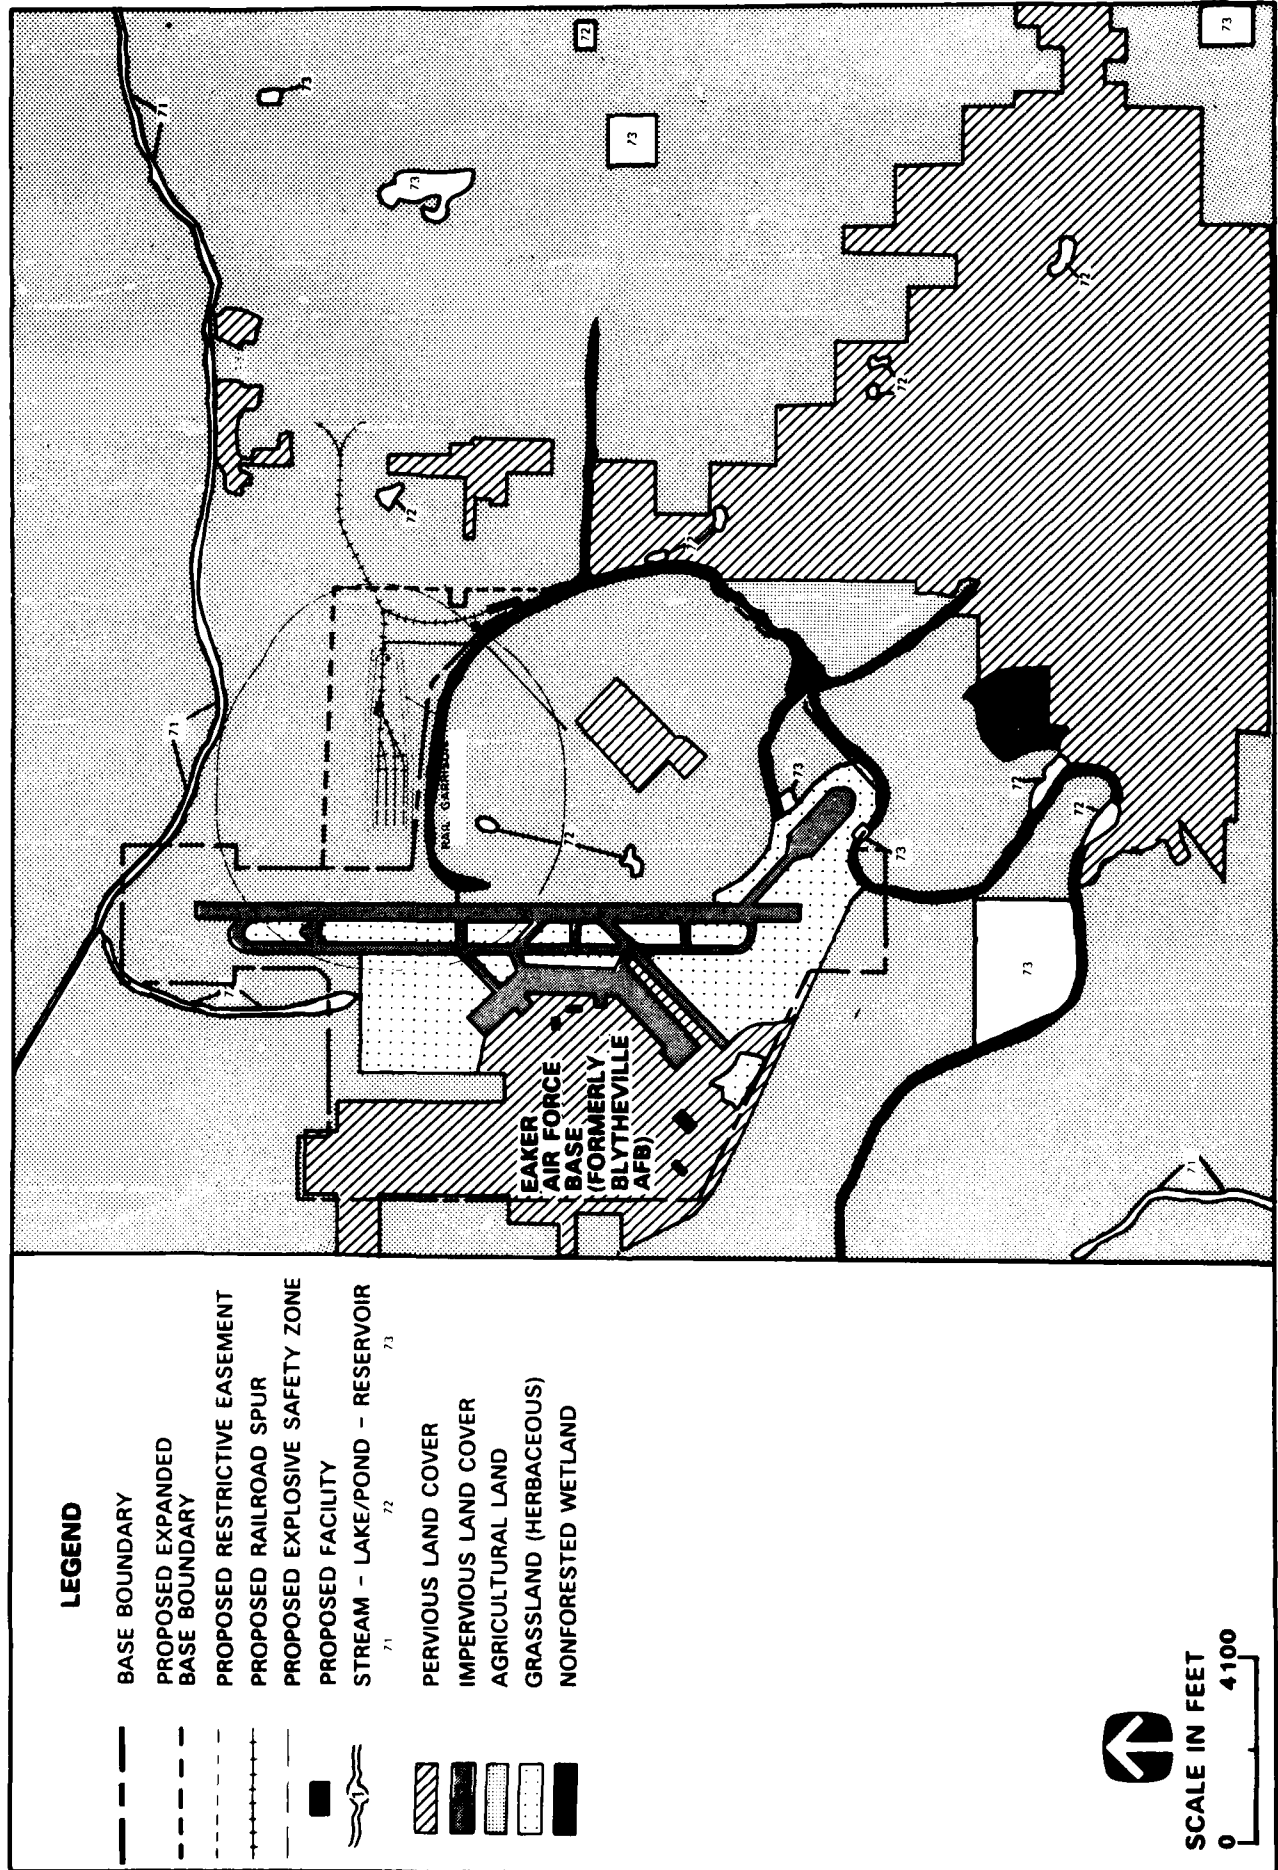 LEGEND
BASE BOUNDARY
PROPOSED EXPANDED
BASE BOUNDARY
PROPOSED RESTRICTIVE EASEMENT
PROPOSED RAILROAD SPUR
PROPOSED EXPLOSIVE SAFETY ZONE
PROPOSED FACILITY
STREAM - LAKE/POND - RESERVOIR
71 72 73
PERVIOUS LAND COVER
IMPERVIOUS LAND COVER
AGRICULTURAL LAND
GRASSLAND (HERBACEOUS)
NONFORESTED WETLAND
SCALE IN FEET
0 4100
EAKER
AIR FORCE
BASE
(FORMERLY
BLYTHEVILLE
AFB)
RAIL GARRISON
71
71
71
73
73
73
73
72
72
72
72
72
72
72
72
73
73
73